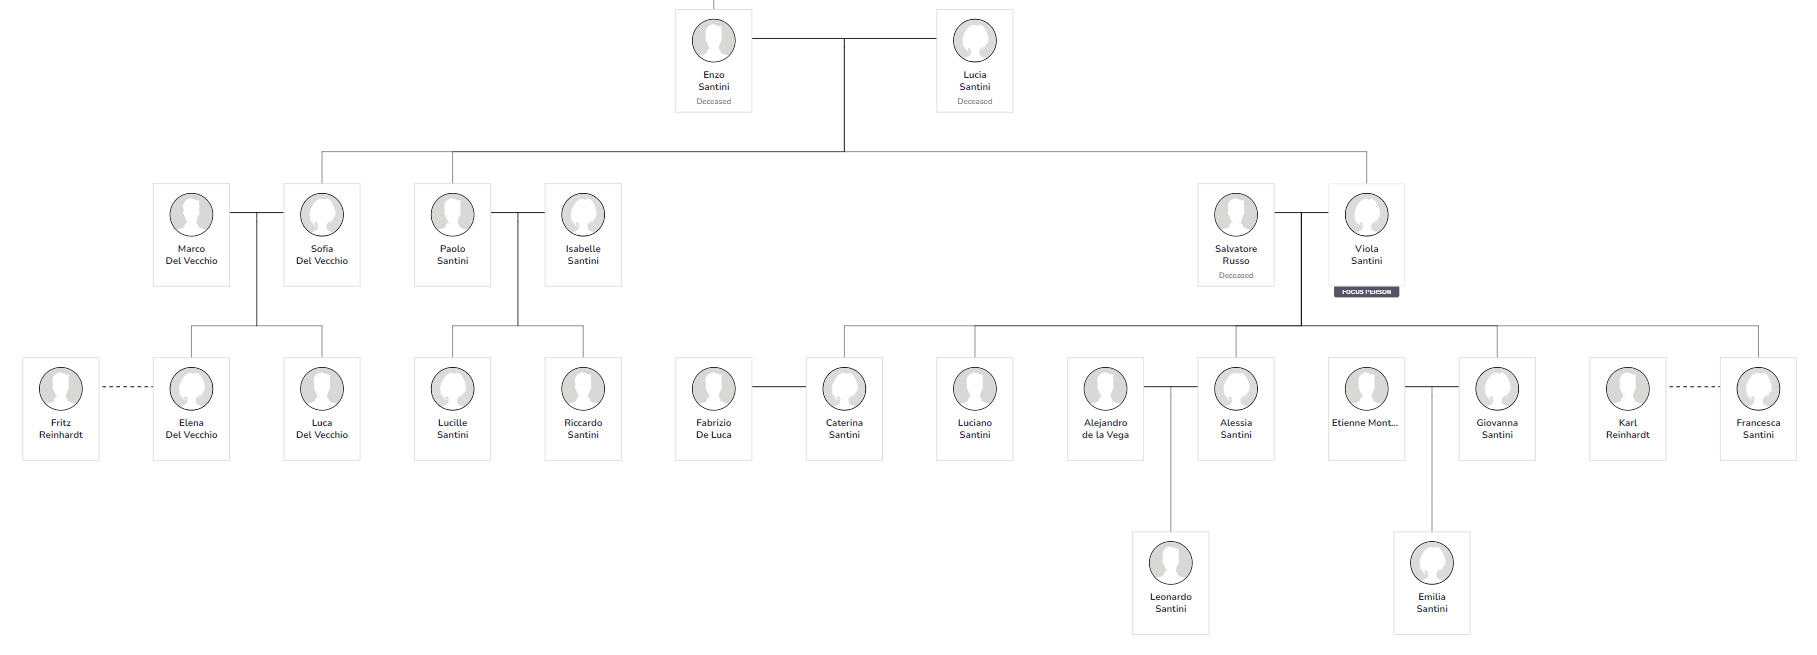 Enzo
Santini
Deceased
Lucia
Santini
Deceased
Marco
Del Vecchio
Sofia
Del Vecchio
Paolo
Santini
Isabelle
Santini
Salvatore
Russo
Deceased
Viola
Santini
FOCUS PERSON
Fritz
Reinhardt
Elena
Del Vecchio
Luca
Del Vecchio
Lucille
Santini
Riccardo
Santini
Fabrizio
De Luca
Caterina
Santini
Luciano
Santini
Alejandro
de la Vega
Alessia
Santini
Etienne Mont...
Giovanna
Santini
Karl
Reinhardt
Francesca
Santini
Leonardo
Santini
Emilia
Santini